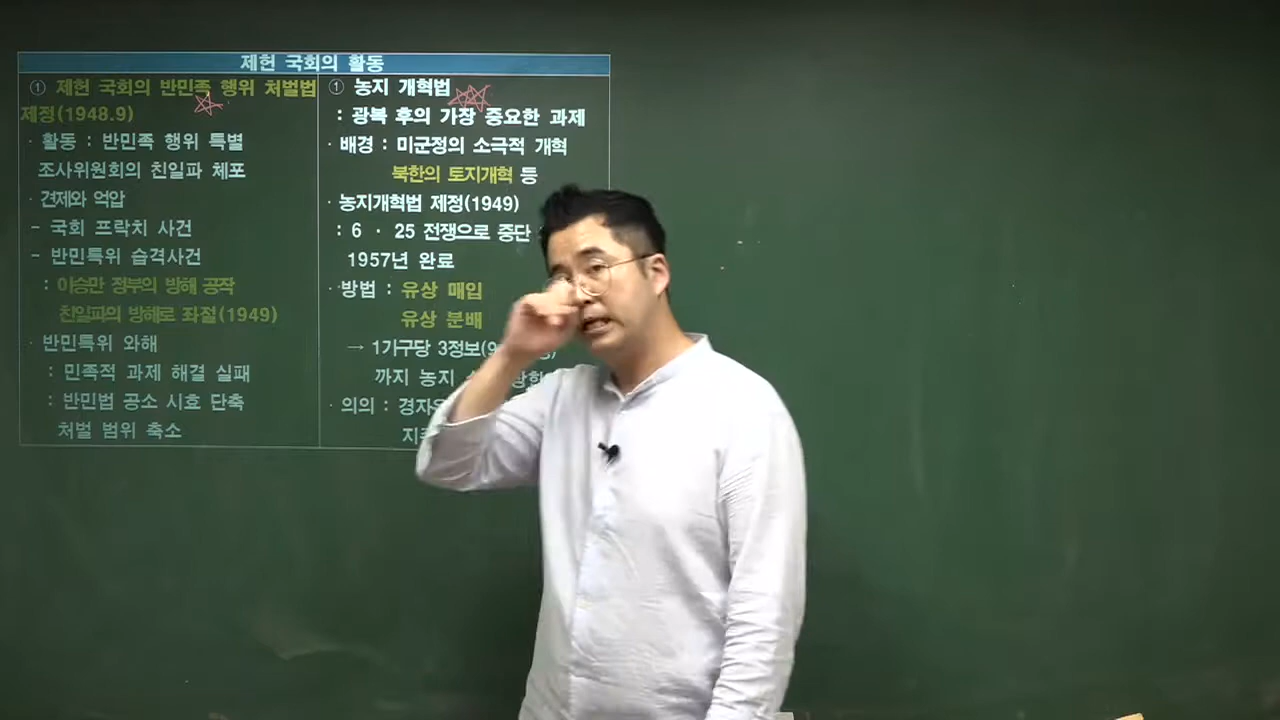 제헌 국회의 활동
① 제헌 국회의 반민족 행위 처벌법
제정(1948.9)
· 활동 : 반민족 행위 특별
조사위원회의 친일파 체포
· 견제와 억압
- 국회 프락치 사건
- 반민특위 습격사건
: 이승만 정부의 방해 공작
친일파의 방해로 좌절(1949)
· 반민특위 와해
: 민족적 과제 해결 실패
: 반민법 공소 시효 단축
처벌 범위 축소
① 농지 개혁법
: 광복 후의 가장 중요한 과제
· 배경 : 미군정의 소극적 개혁
북한의 토지개혁 등
· 농지개혁법 제정(1949)
: 6 · 25 전쟁으로 중단
1957년 완료
· 방법 : 유상 매입
유상 분배
→ 1가구당 3정보
까지 농지
· 의의 :